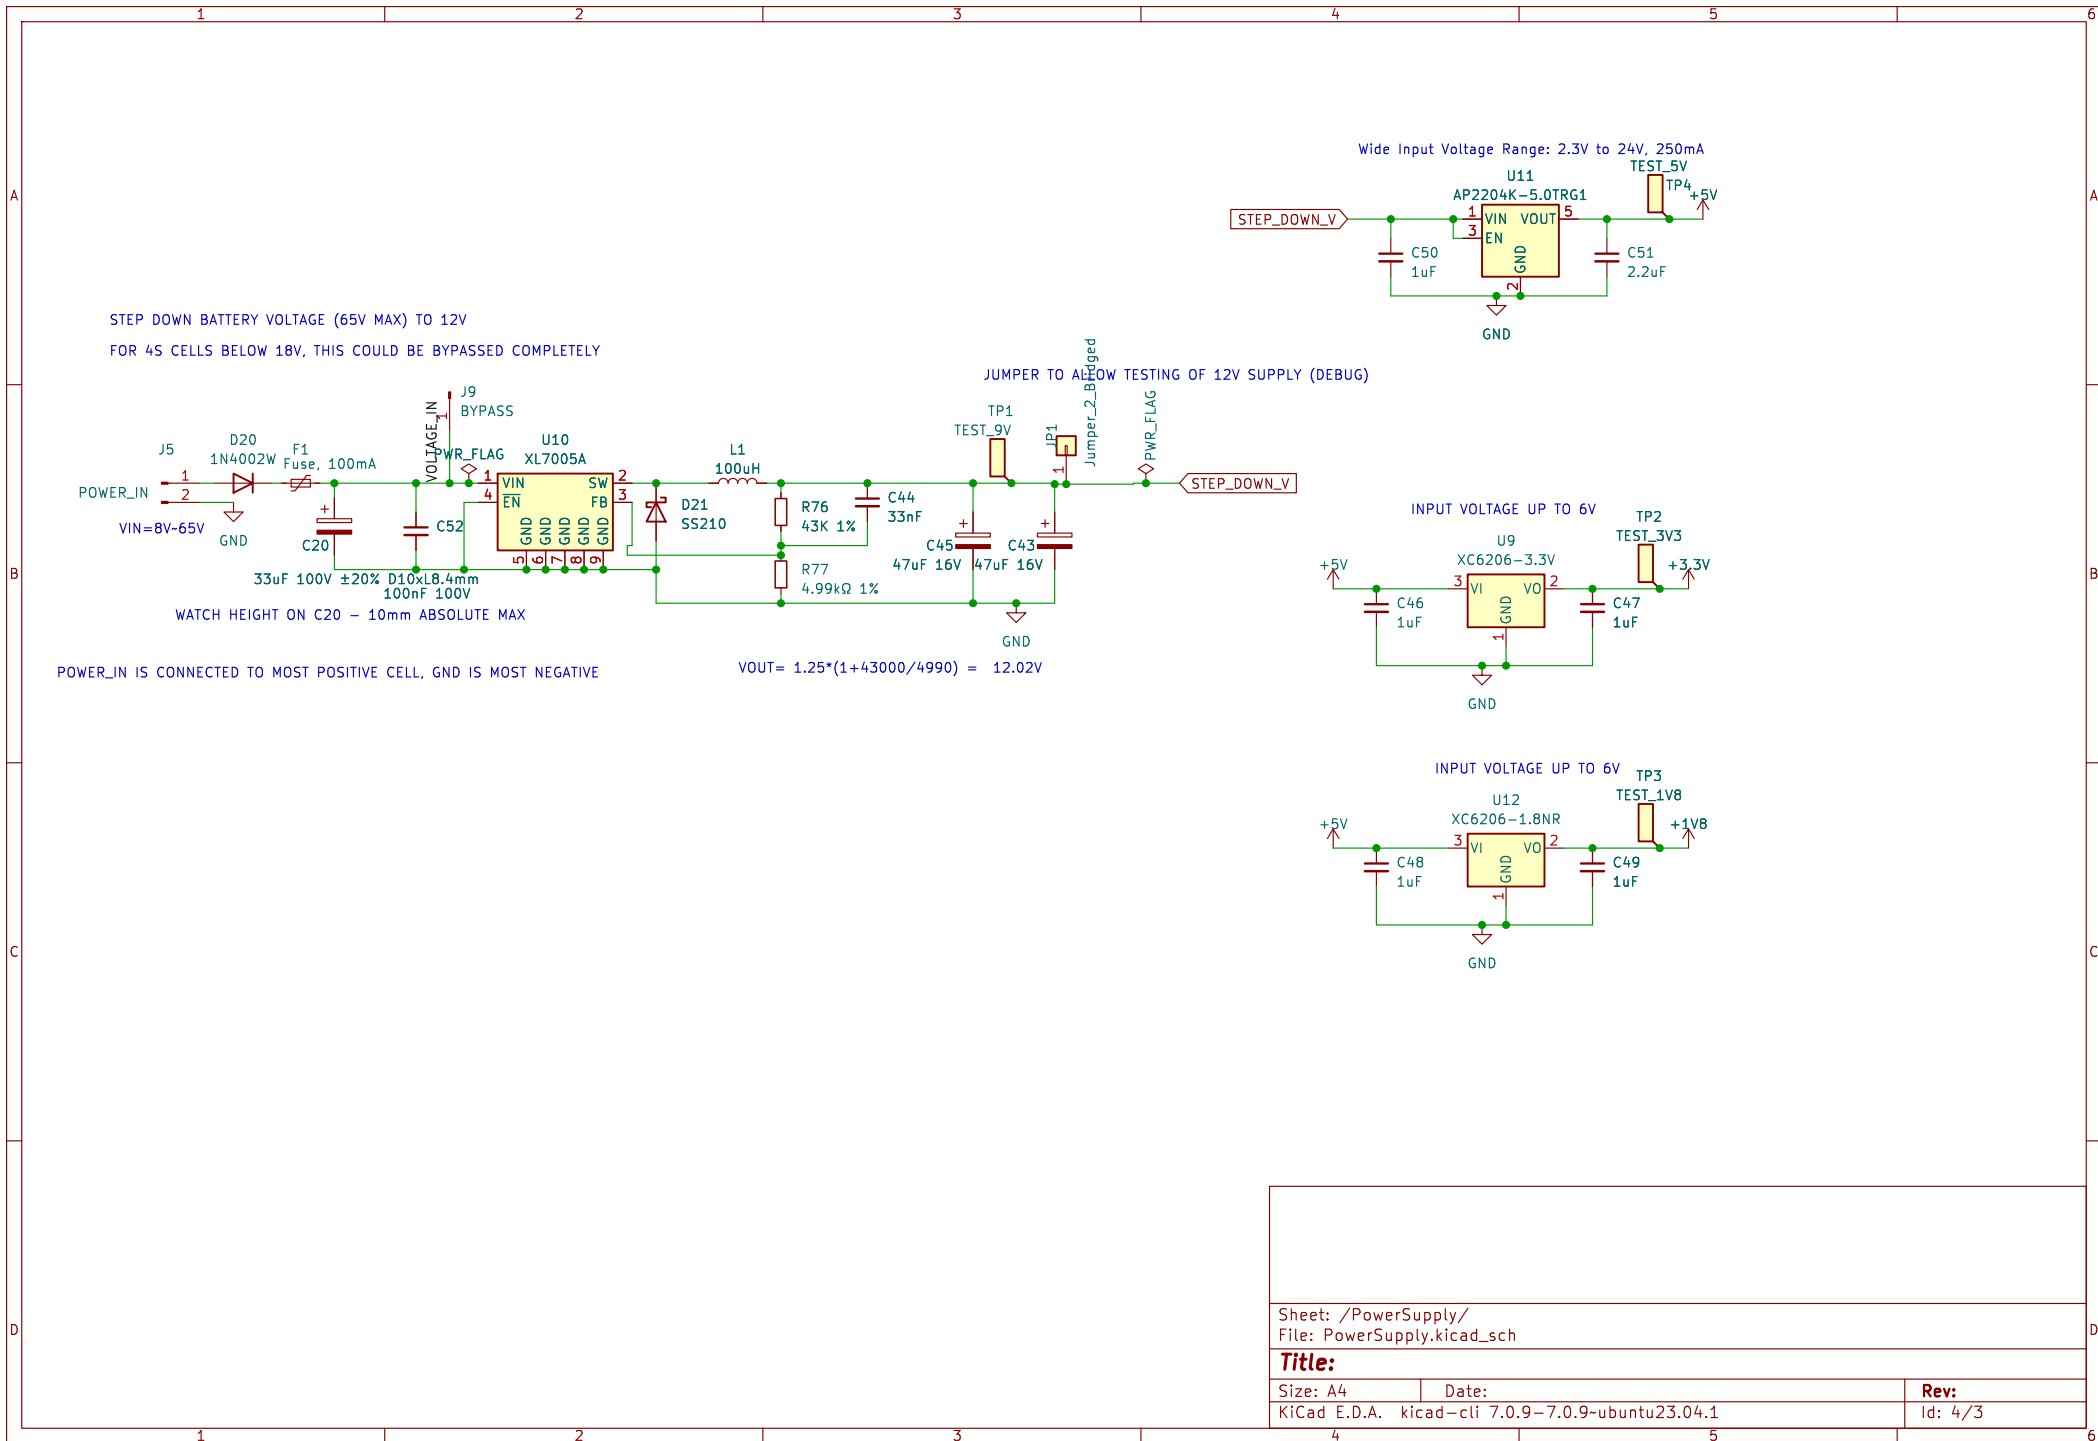 1 2 3 4 5 6
A
B
C
D
Wide Input Voltage Range: 2.3V to 24V, 250mA
TEST_5V
TP4
+5V
U11
AP2204K-5.0TRG1
STEP_DOWN_V
1 VIN VOUT 5
3 EN
GND
2
C50
1uF
C51
2.2uF
GND
STEP DOWN BATTERY VOLTAGE (65V MAX) TO 12V
FOR 4S CELLS BELOW 18V, THIS COULD BE BYPASSED COMPLETELY
JUMPER TO ALLOW TESTING OF 12V SUPPLY (DEBUG)
J5
POWER_IN
1
2
VIN=8V~65V
D20
1N4002W
GND
F1
Fuse, 100mA
C20
33uF 100V ±20% D10xL8.4mm
C52
100nF 100V
VOLTAGE_IN
J9
BYPASS
1
PWR_FLAG
U10
XL7005A
1 VIN SW 2
4 EN FB 3
GND GND GND GND GND
5 6 7 8 9
D21
SS210
L1
100uH
R76
43K 1%
R77
4.99kΩ 1%
C44
33nF
C45
47uF 16V
C43
47uF 16V
TP1
TEST_9V
JP1
Jumper_2_Bridged
1
PWR_FLAG
STEP_DOWN_V
GND
WATCH HEIGHT ON C20 - 10mm ABSOLUTE MAX
POWER_IN IS CONNECTED TO MOST POSITIVE CELL, GND IS MOST NEGATIVE
VOUT= 1.25*(1+43000/4990) = 12.02V
INPUT VOLTAGE UP TO 6V
TP2
TEST_3V3
U9
XC6206-3.3V
+5V
+3.3V
3 VI VO 2
GND
1
C46
1uF
C47
1uF
GND
INPUT VOLTAGE UP TO 6V
TP3
TEST_1V8
U12
XC6206-1.8NR
+5V
+1V8
3 VI VO 2
GND
1
C48
1uF
C49
1uF
GND
Sheet: /PowerSupply/
File: PowerSupply.kicad_sch
Title:
Size: A4 Date: Rev:
KiCad E.D.A. kicad-cli 7.0.9-7.0.9~ubuntu23.04.1 Id: 4/3
A
B
C
D
1 2 3 4 5 6